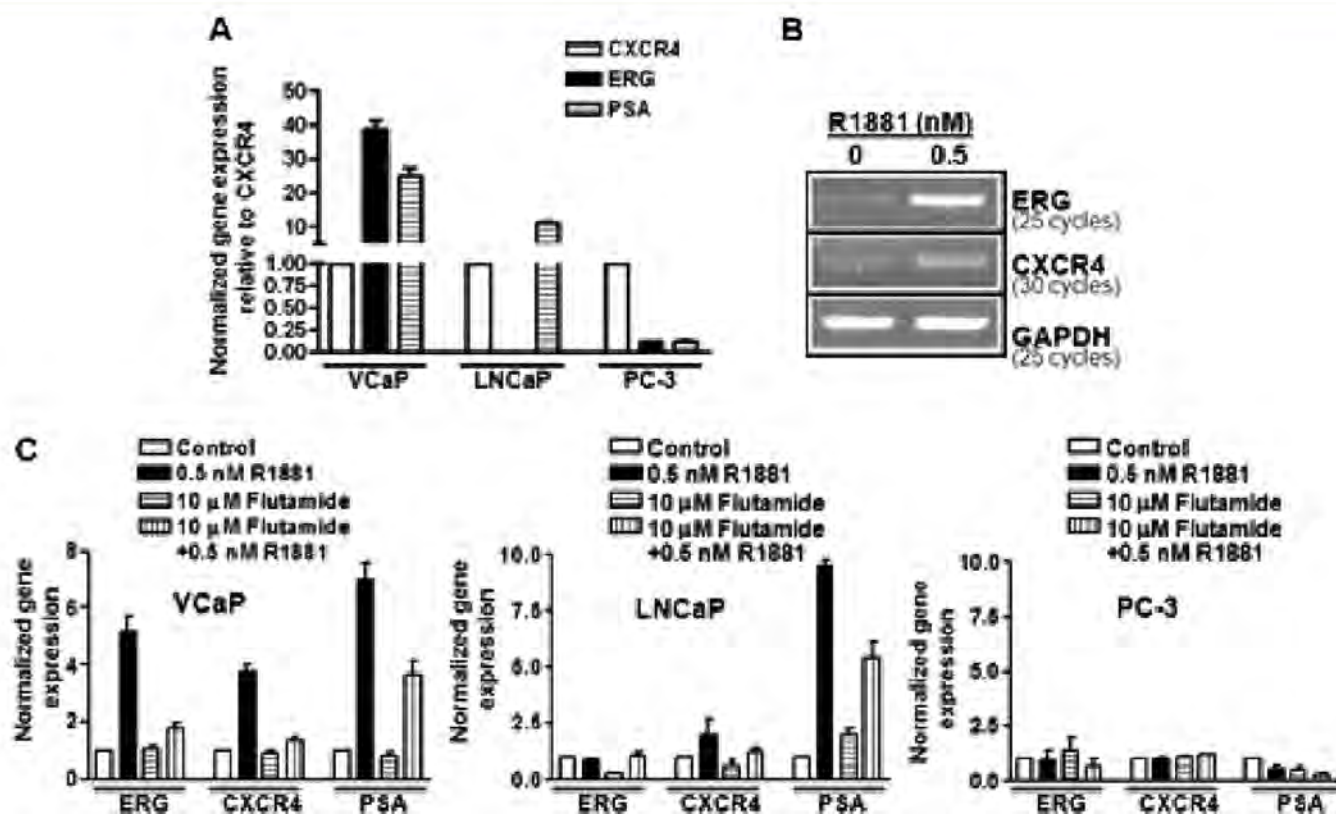 A
CXCR4
ERG
PSA
Normalized gene expression
relative to CXCR4
50
40
30
20
10
1.00
0.75
0.50
0.25
0.00
VCaP
LNCaP
PC-3
B
R1881 (nM)
0
0.5
ERG
(25 cycles)
CXCR4
(30 cycles)
GAPDH
(25 cycles)
C
Control
0.5 nM R1881
10 µM Flutamide
10 µM Flutamide
+0.5 nM R1881
Normalized gene
expression
8
6
4
2
0
VCaP
ERG
CXCR4
PSA
Control
0.5 nM R1881
10 µM Flutamide
10 µM Flutamide
+0.5 nM R1881
Normalized gene
expression
10.0
7.5
5.0
2.5
0.0
LNCaP
ERG
CXCR4
PSA
Control
0.5 nM R1881
10 µM Flutamide
10 µM Flutamide
+0.5 nM R1881
Normalized gene
expression
10.0
7.5
5.0
2.5
0.0
PC-3
ERG
CXCR4
PSA